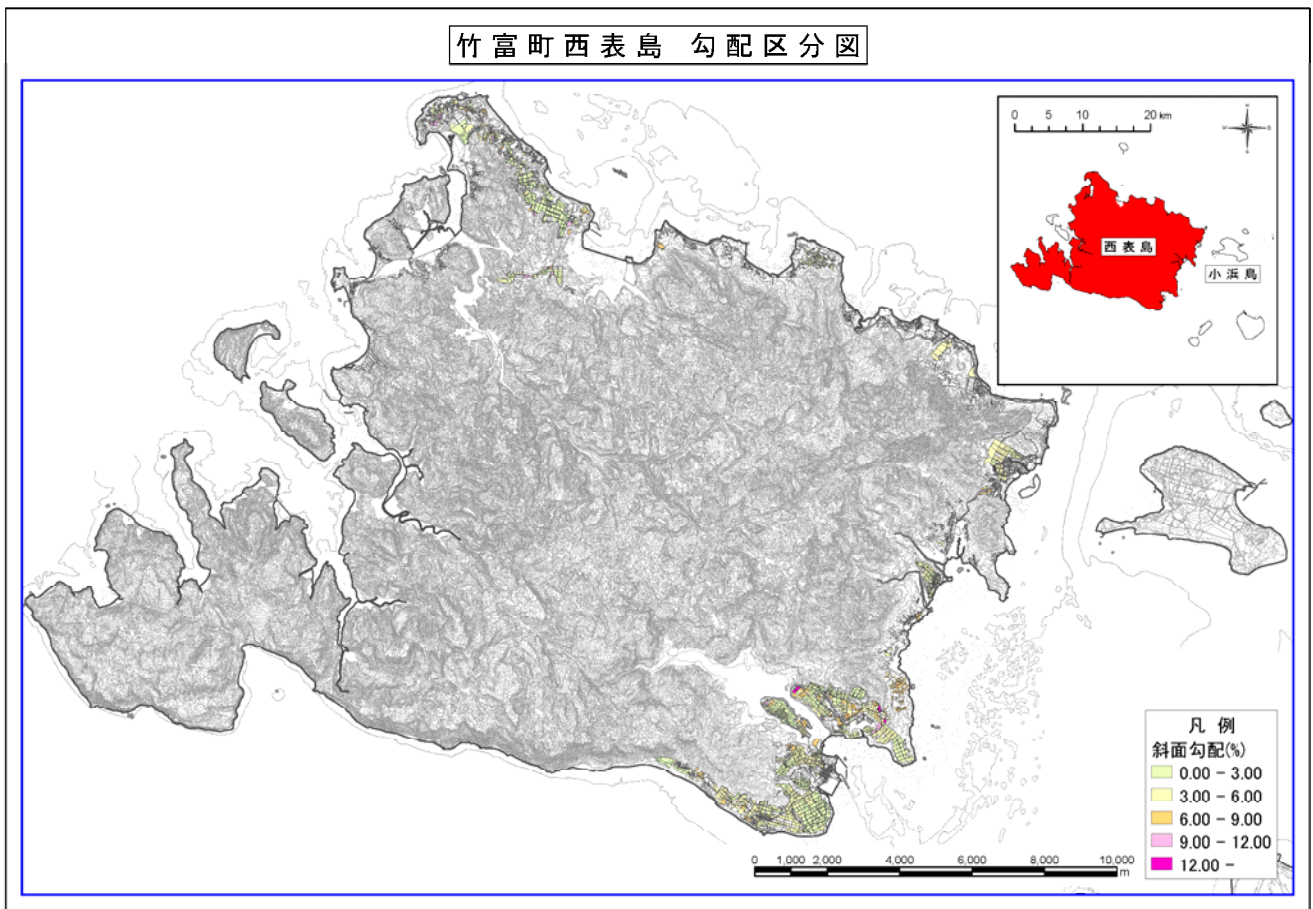 竹富町西表島 勾配区分図
0 5 10 20 km
N
W E
S
西表島
小浜島
凡例
斜面勾配(%)
0.00 - 3.00
3.00 - 6.00
6.00 - 9.00
9.00 - 12.00
12.00 -
0 1,000 2,000 4,000 6,000 8,000 10,000
m